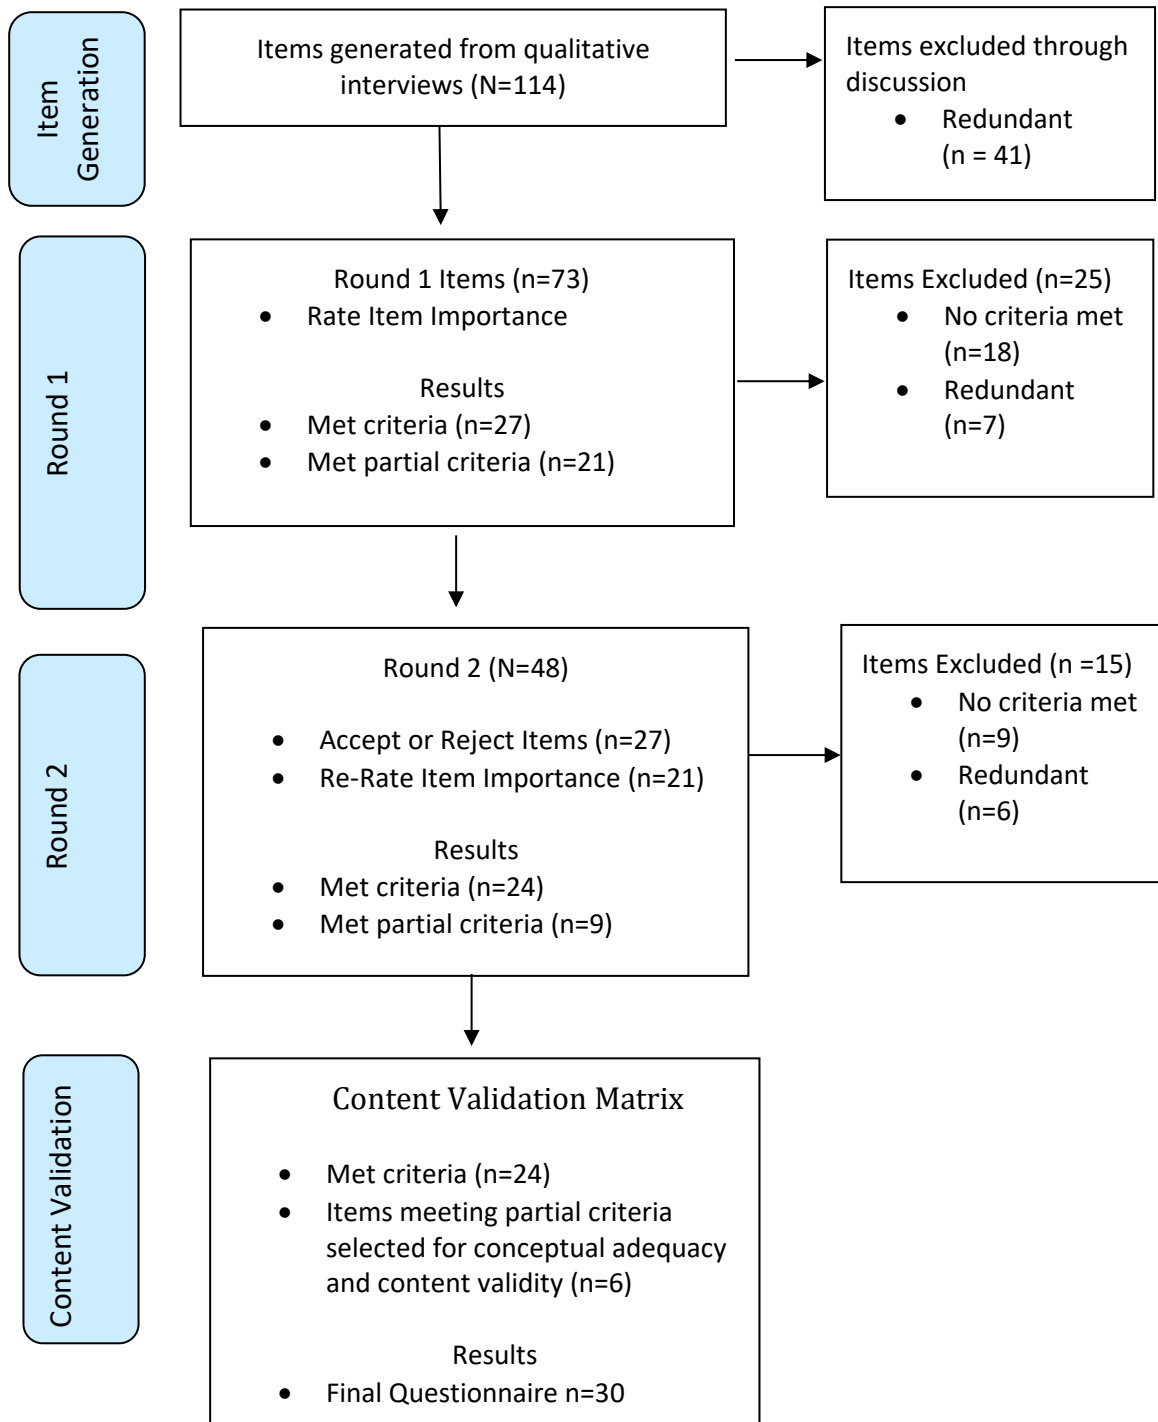 Item
Generation
Items generated from qualitative
interviews (N=114)
Items excluded through
discussion
• Redundant
(n = 41)
Round 1
Round 1 Items (n=73)
• Rate Item Importance
Results
• Met criteria (n=27)
• Met partial criteria (n=21)
Items Excluded (n=25)
• No criteria met
(n=18)
• Redundant
(n=7)
Round 2
Round 2 (N=48)
• Accept or Reject Items (n=27)
• Re-Rate Item Importance (n=21)
Results
• Met criteria (n=24)
• Met partial criteria (n=9)
Items Excluded (n =15)
• No criteria met
(n=9)
• Redundant
(n=6)
Content Validation
Content Validation Matrix
• Met criteria (n=24)
• Items meeting partial criteria
selected for conceptual adequacy
and content validity (n=6)
Results
• Final Questionnaire n=30